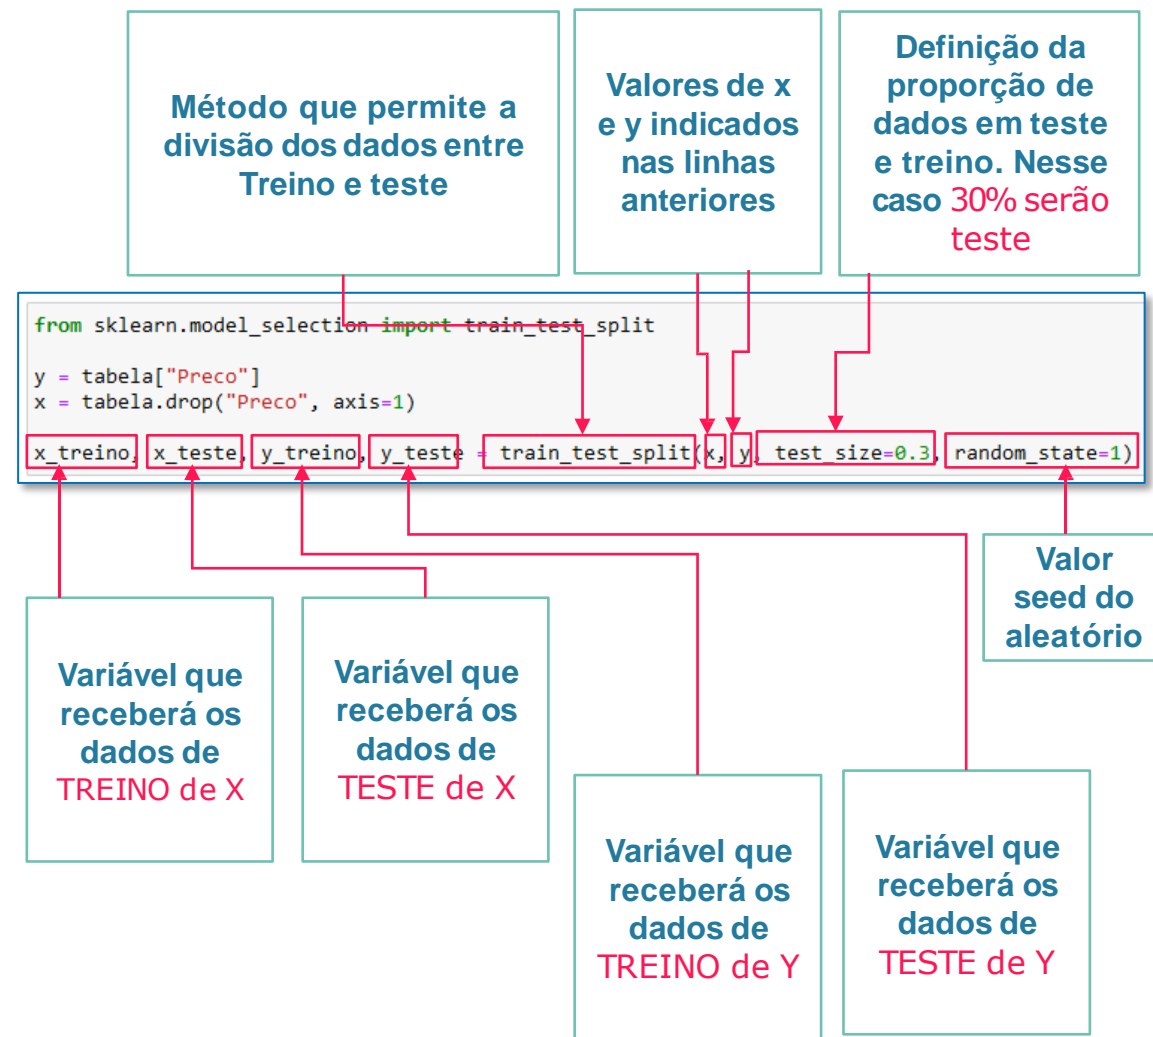 Método que permite a
divisão dos dados entre
Treino e teste
Valores de x
e y indicados
nas linhas
anteriores
Definição da
proporção de
dados em teste
e treino. Nesse
caso 30% serão
teste
from sklearn.model_selection import train_test_split
y = tabela["Preco"]
x = tabela.drop("Preco", axis=1)
x_treino, x_teste, y_treino, y_teste = train_test_split(x, y, test_size=0.3, random_state=1)
Valor
seed do
aleatório
Variável que
receberá os
dados de
TREINO de X
Variável que
receberá os
dados de
TESTE de X
Variável que
receberá os
dados de
TREINO de Y
Variável que
receberá os
dados de
TESTE de Y